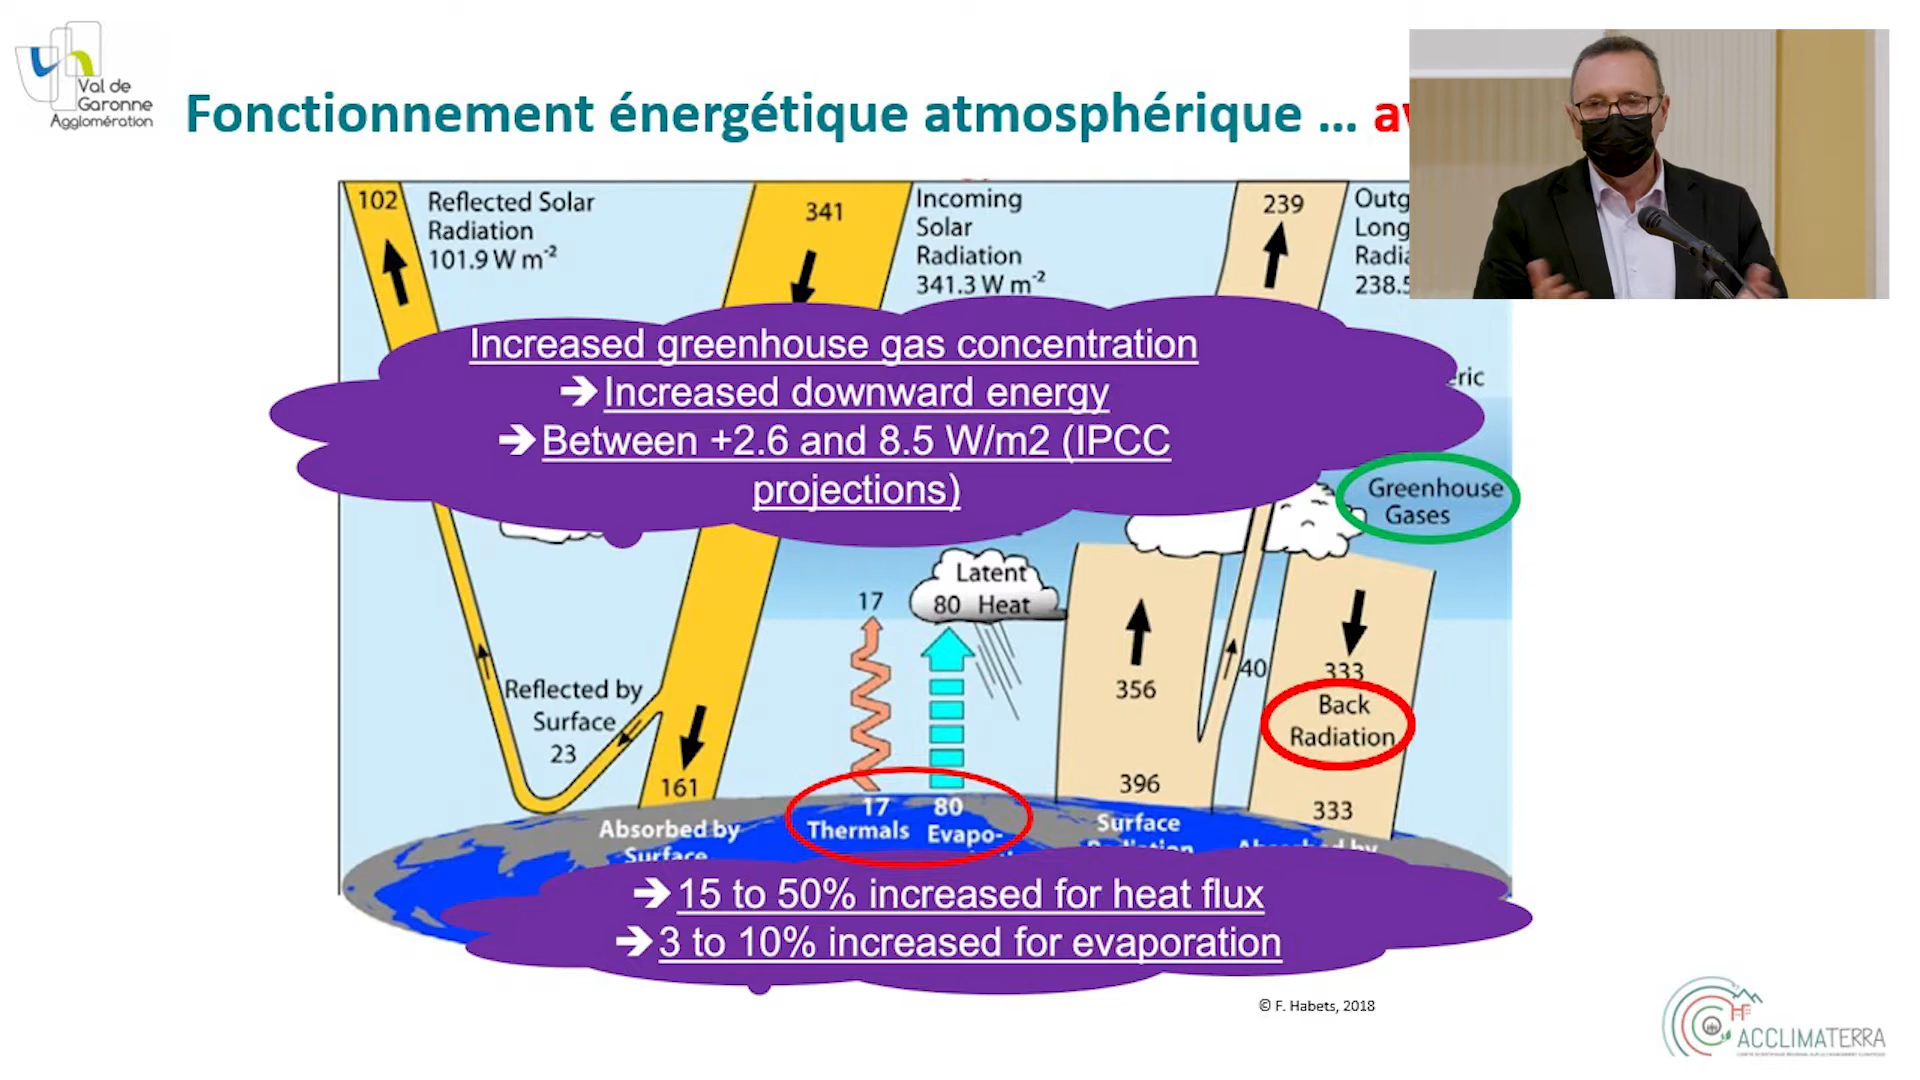 Val de
Garonne
Agglomération
Fonctionnement énergétique atmosphérique ... av
102
Reflected Solar
Radiation
101.9 W m⁻²
341
Incoming
Solar
Radiation
341.3 W m⁻²
239
Outg
Long
Radia
238.5
Increased greenhouse gas concentration
➔ Increased downward energy
➔ Between +2.6 and 8.5 W/m2 (IPCC
projections)
eric
Greenhouse
Gases
Latent
80 Heat
17
356
40
333
Back
Radiation
Reflected by
Surface
23
161
396
333
17 80
Thermals Evapo-
Absorbed by
Surface
Surface
Radiation
Absorbed by
➔ 15 to 50% increased for heat flux
➔ 3 to 10% increased for evaporation
© F. Habets, 2018
ACCLIMATERRA